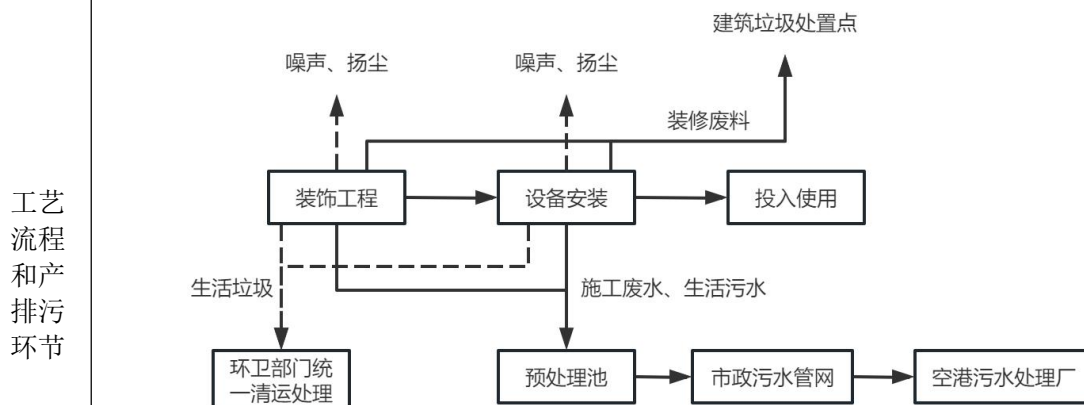 建筑垃圾处置点
噪声、扬尘
噪声、扬尘
装修废料
装饰工程
设备安装
投入使用
工艺
流程
和产
排污
环节
生活垃圾
施工废水、生活污水
环卫部门统
一清运处理
预处理池
市政污水管网
空港污水处理厂